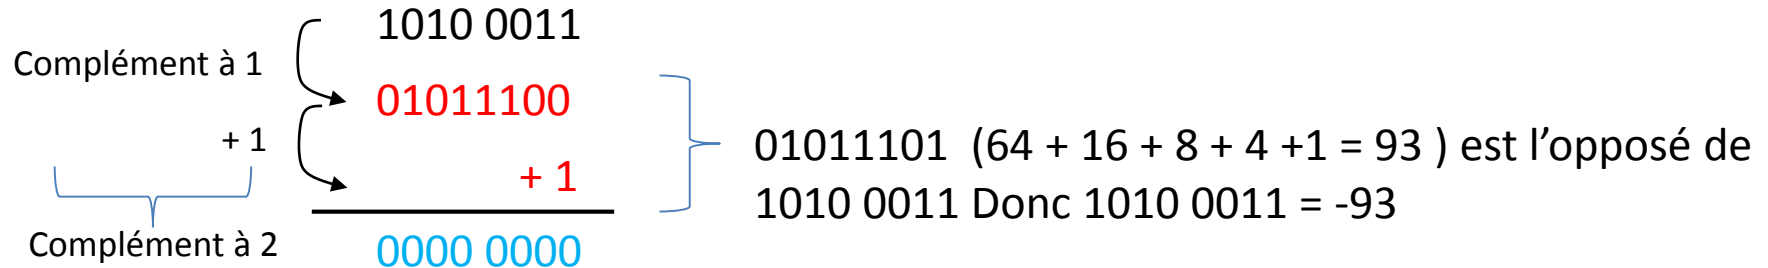 1010 0011
Complément à 1
01011100
+ 1
+ 1
01011101 (64 + 16 + 8 + 4 +1 = 93 ) est l’opposé de
1010 0011 Donc 1010 0011 = -93
Complément à 2
0000 0000